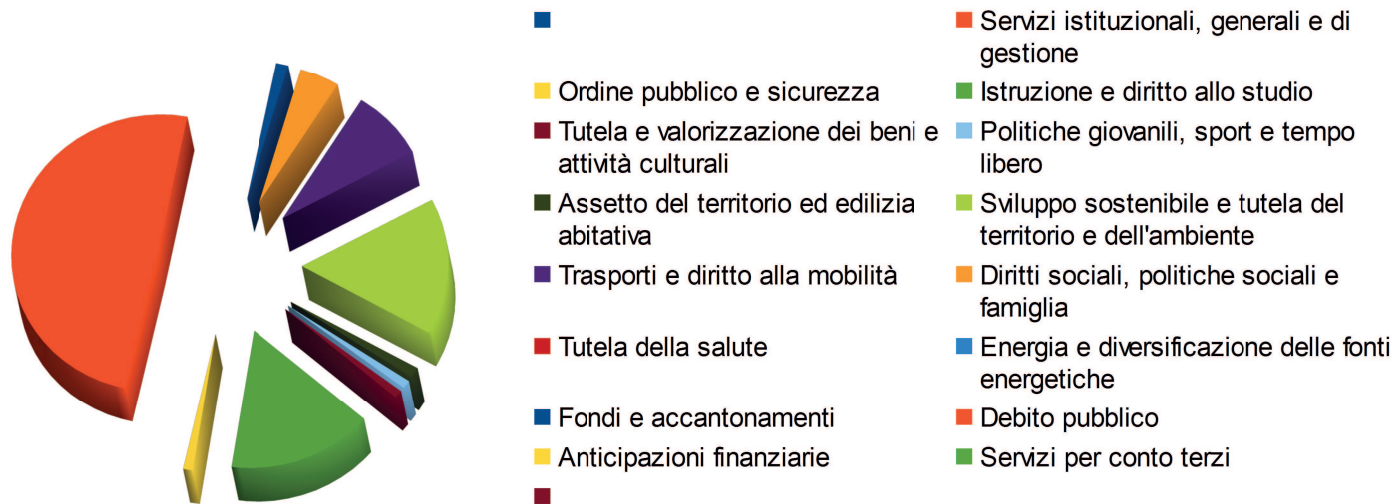 Servizi istituzionali, generali e di
gestione
Ordine pubblico e sicurezza
Istruzione e diritto allo studio
Tutela e valorizzazione dei beni e
attività culturali
Politiche giovanili, sport e tempo
libero
Assetto del territorio ed edilizia
abitativa
Sviluppo sostenibile e tutela del
territorio e dell'ambiente
Trasporti e diritto alla mobilità
Diritti sociali, politiche sociali e
famiglia
Tutela della salute
Energia e diversificazione delle fonti
energetiche
Fondi e accantonamenti
Debito pubblico
Anticipazioni finanziarie
Servizi per conto terzi